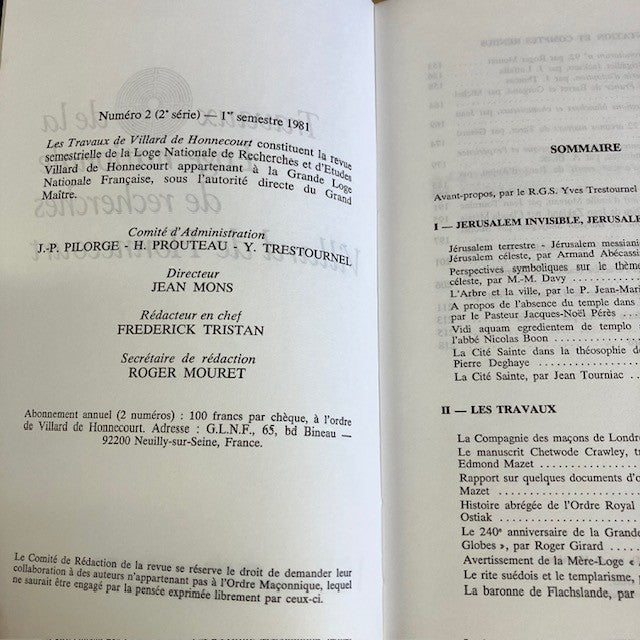 Numéro 2 (2e série) — 1er semestre 1981
Les Travaux de Villard de Honnecourt constituent la revue
semestrielle de la Loge Nationale de Recherches et d'Etudes
Villard de Honnecourt appartenant à la Grande Loge
Nationale Française, sous l'autorité directe du Grand
Maître.
Comité d'Administration
J.-P. PILORGE - H. PROUTEAU - Y. TRESTOURNEL
Directeur
JEAN MONS
Rédacteur en chef
FREDERICK TRISTAN
Secrétaire de rédaction
ROGER MOURET
Abonnement annuel (2 numéros) : 100 francs par chèque, à l'ordre
de Villard de Honnecourt. Adresse : G.L.N.F., 65, bd Bineau —
92200 Neuilly-sur-Seine, France.
Le Comité de Rédaction de la revue se réserve le droit de demander leur
collaboration à des auteurs n'appartenant pas à l'Ordre Maçonnique, lequel
ne saurait être engagé par la pensée exprimée librement par ceux-ci.
SOMMAIRE
Avant-propos, par le R.G.S. Yves Trestournel
I — JERUSALEM INVISIBLE, JERUSALE
Jérusalem terrestre - Jérusalem messiani
Jérusalem céleste, par Armand Abécassi
Perspectives symboliques sur le thème
céleste, par M.-M. Davy
L'Arbre et la ville, par le P. Jean-Mari
A propos de l'absence du temple dans
par le Pasteur Jacques-Noël Pérès
Vidi aquam egredientem de templo
l'abbé Nicolas Boon
La Cité Sainte dans la théosophie de
Pierre Deghaye
La Cité Sainte, par Jean Tourniac
II — LES TRAVAUX
La Compagnie des maçons de Londre
Le manuscrit Chetwode Crawley, tr
Edmond Mazet
Rapport sur quelques documents d'o
Mazet
Histoire abrégée de l'Ordre Royal
Ostiak
Le 240e anniversaire de la Grande
Globes », par Roger Girard
Avertissement de la Mère-Loge «
Le rite suédois et le templarisme,
La baronne de Flachslande, par